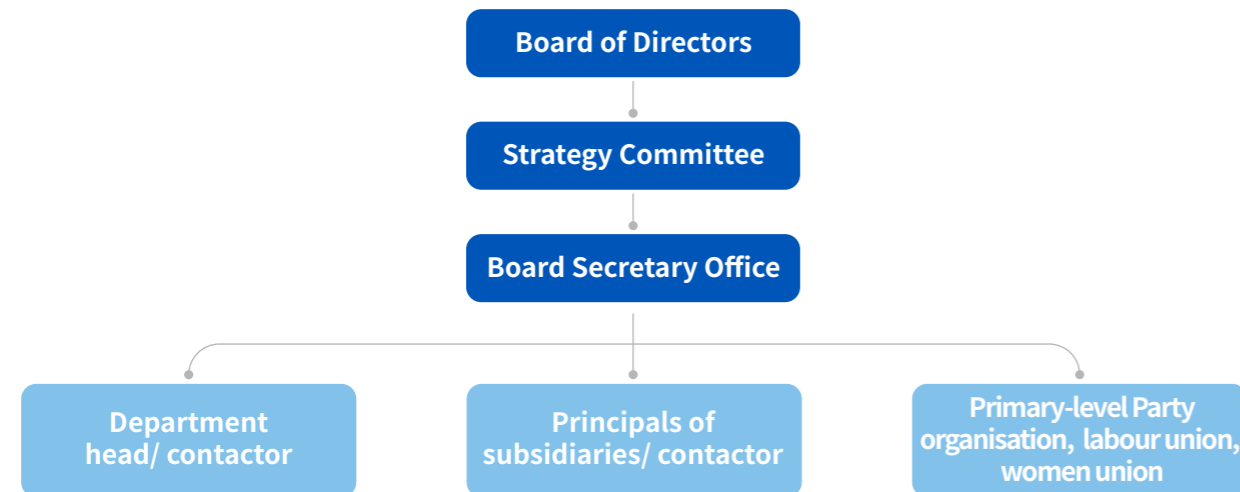 Board of Directors
Strategy Committee
Board Secretary Office
Department
head/ contactor
Principals of
subsidiaries/ contactor
Primary-level Party
organisation, labour union,
women union